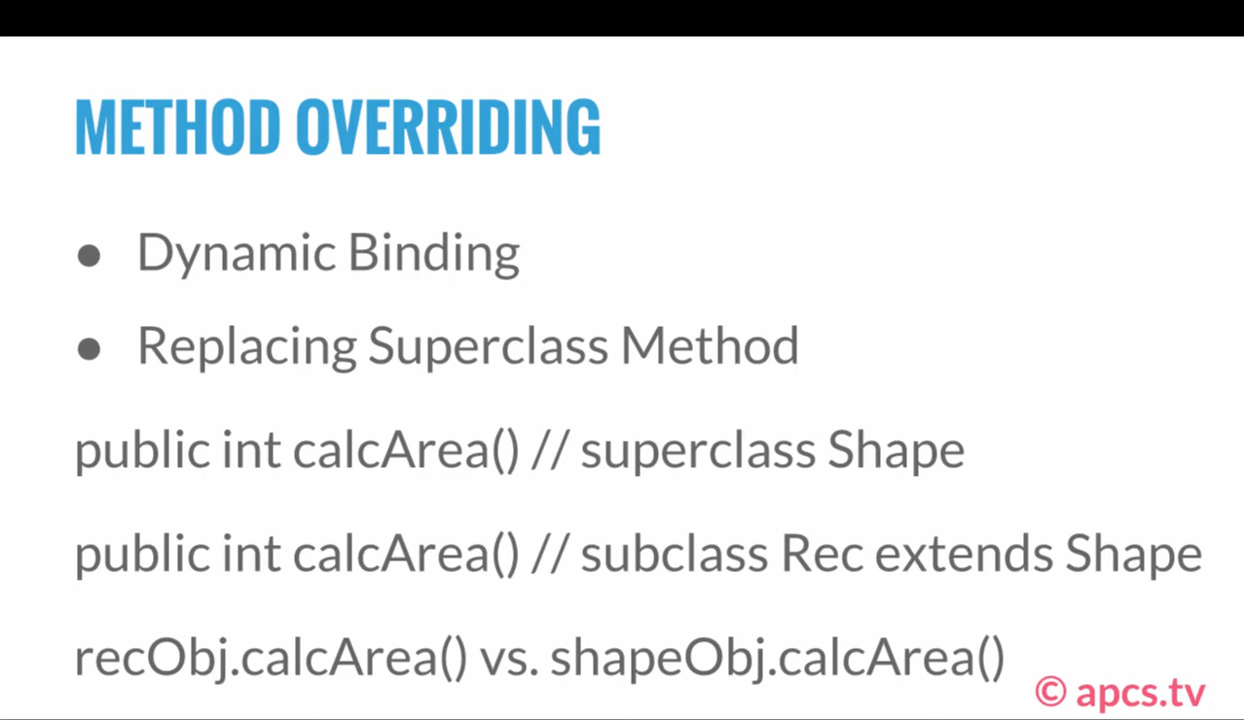 METHOD OVERRIDING
● Dynamic Binding
● Replacing Superclass Method
public int calcArea() // superclass Shape
public int calcArea() // subclass Rec extends Shape
recObj.calcArea() vs. shapeObj.calcArea()
© apcs.tv